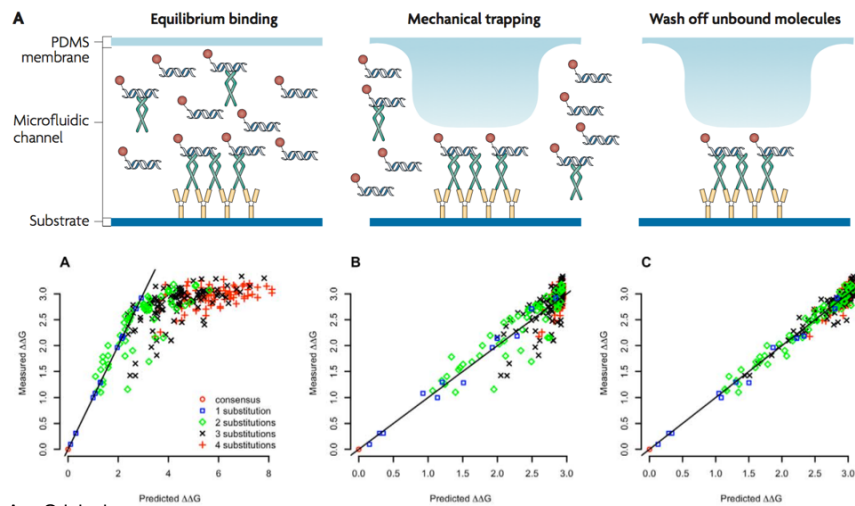 A
Equilibrium binding
Mechanical trapping
Wash off unbound molecules
PDMS
membrane
Microfluidic
channel
Substrate
A
Measured ΔΔG
0.0 0.5 1.0 1.5 2.0 2.5 3.0
consensus
1 substitution
2 substitutions
3 substitutions
4 substitutions
0 2 4 6 8
Predicted ΔΔG
B
Measured ΔΔG
0.0 0.5 1.0 1.5 2.0 2.5 3.0
0.0 0.5 1.0 1.5 2.0 2.5 3.0
Predicted ΔΔG
C
Measured ΔΔG
0.0 0.5 1.0 1.5 2.0 2.5 3.0
0.0 0.5 1.0 1.5 2.0 2.5 3.0
Predicted ΔΔG